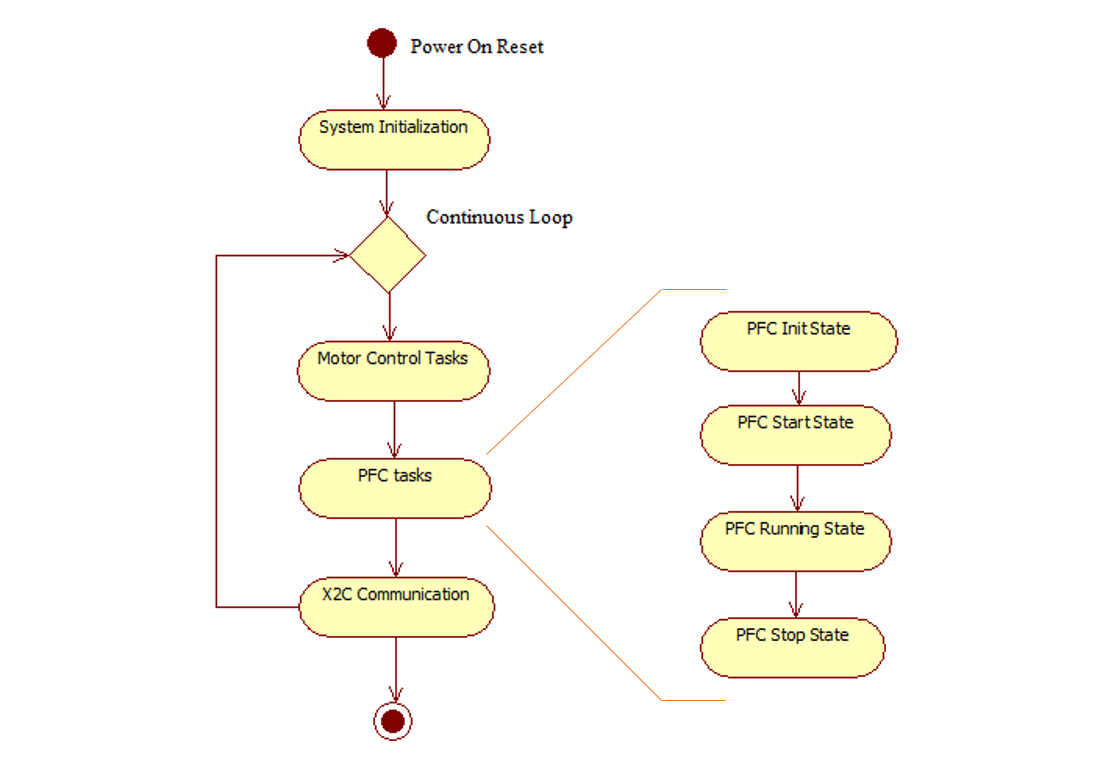 Power On Reset
System Initialization
Continuous Loop
Motor Control Tasks
PFC tasks
X2C Communication
PFC Init State
PFC Start State
PFC Running State
PFC Stop State